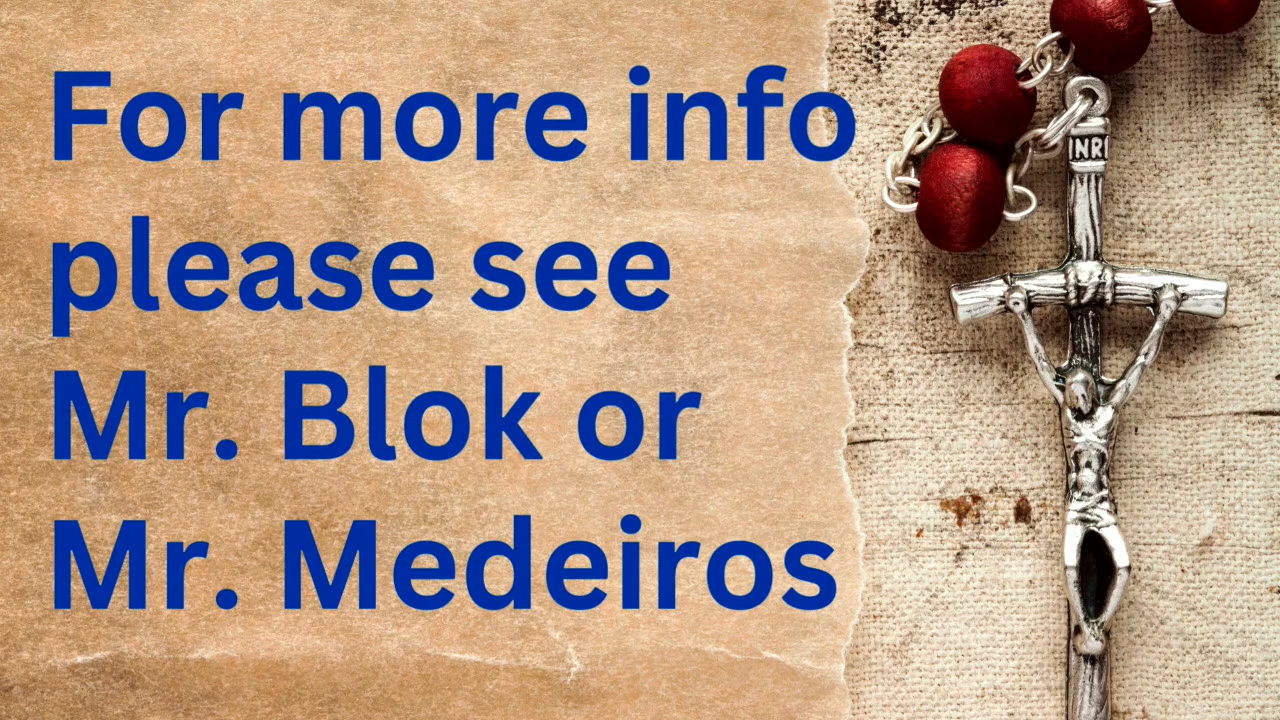 For more info
please see
Mr. Blok or
Mr. Medeiros
INRI